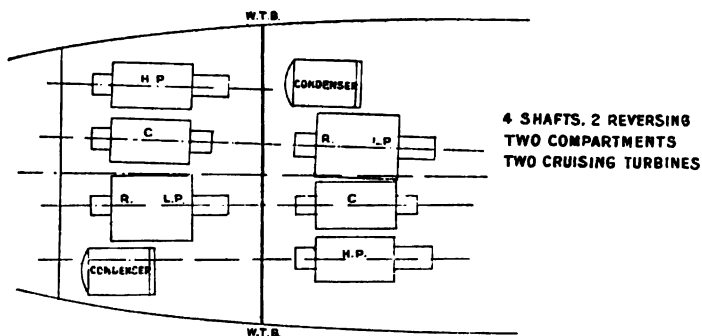 W.T.B.
H.P.
CONDENSER
C
R. L.P.
4 SHAFTS, 2 REVERSING
TWO COMPARTMENTS
TWO CRUISING TURBINES
R. L.P.
C
CONDENSER
H.P.
W.T.B.